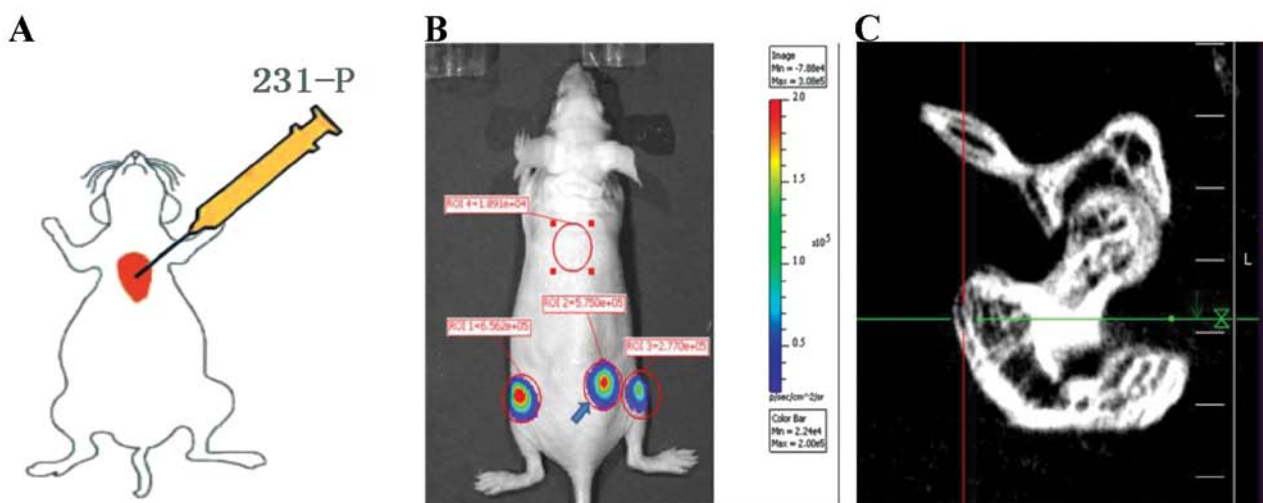 A
231-P
B
ROI 4=1.891e+04
ROI 2=5.750e+05
ROI 1=6.562e+05
ROI 3=2.770e+05
Image
Min = -7.88e4
Max = 3.08e5
2.0
1.5
x10^5
1.0
0.5
p/sec/cm^2/sr
Color Bar
Min = 2.24e4
Max = 2.00e5
C
L